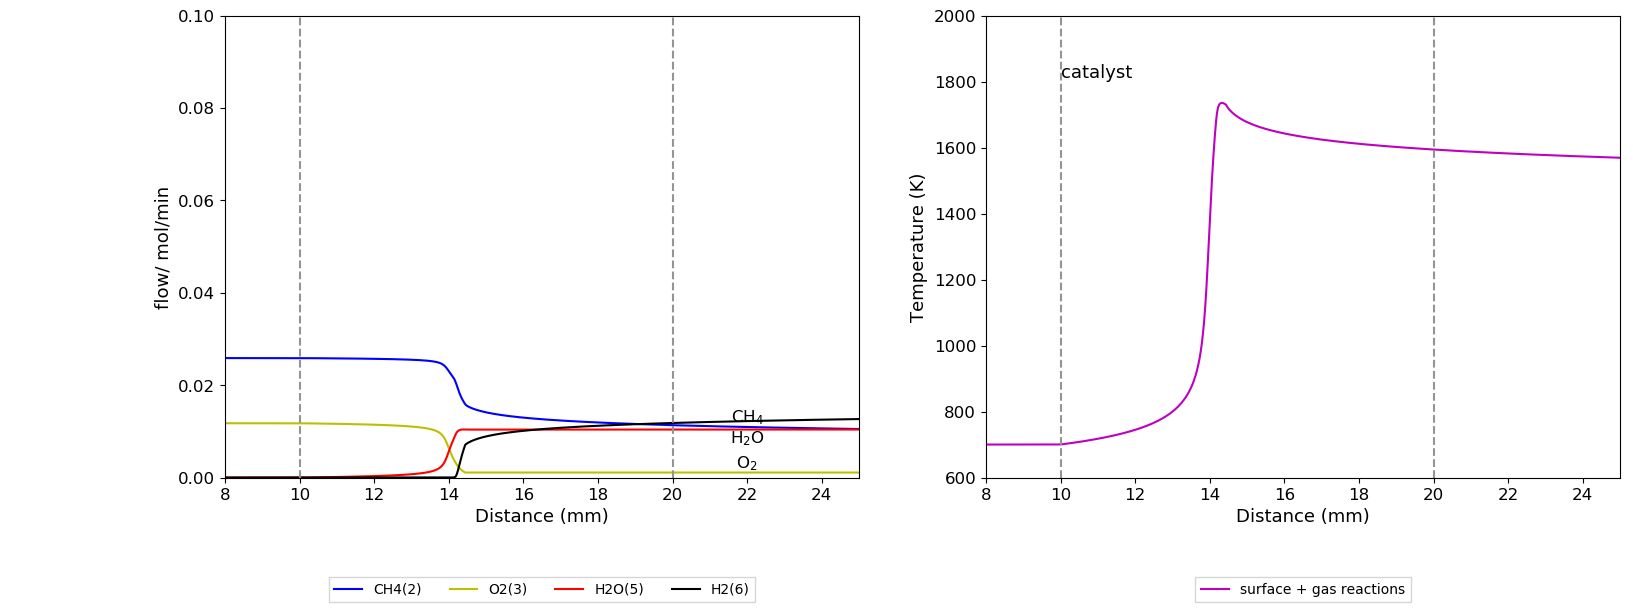 0.10
0.08
0.06
0.04
0.02
0.00
flow/ mol/min
CH₄
H₂O
O₂
8 10 12 14 16 18 20 22 24
Distance (mm)
CH4(2) O2(3) H2O(5) H2(6)
2000
1800
1600
1400
1200
1000
800
600
Temperature (K)
catalyst
8 10 12 14 16 18 20 22 24
Distance (mm)
surface + gas reactions